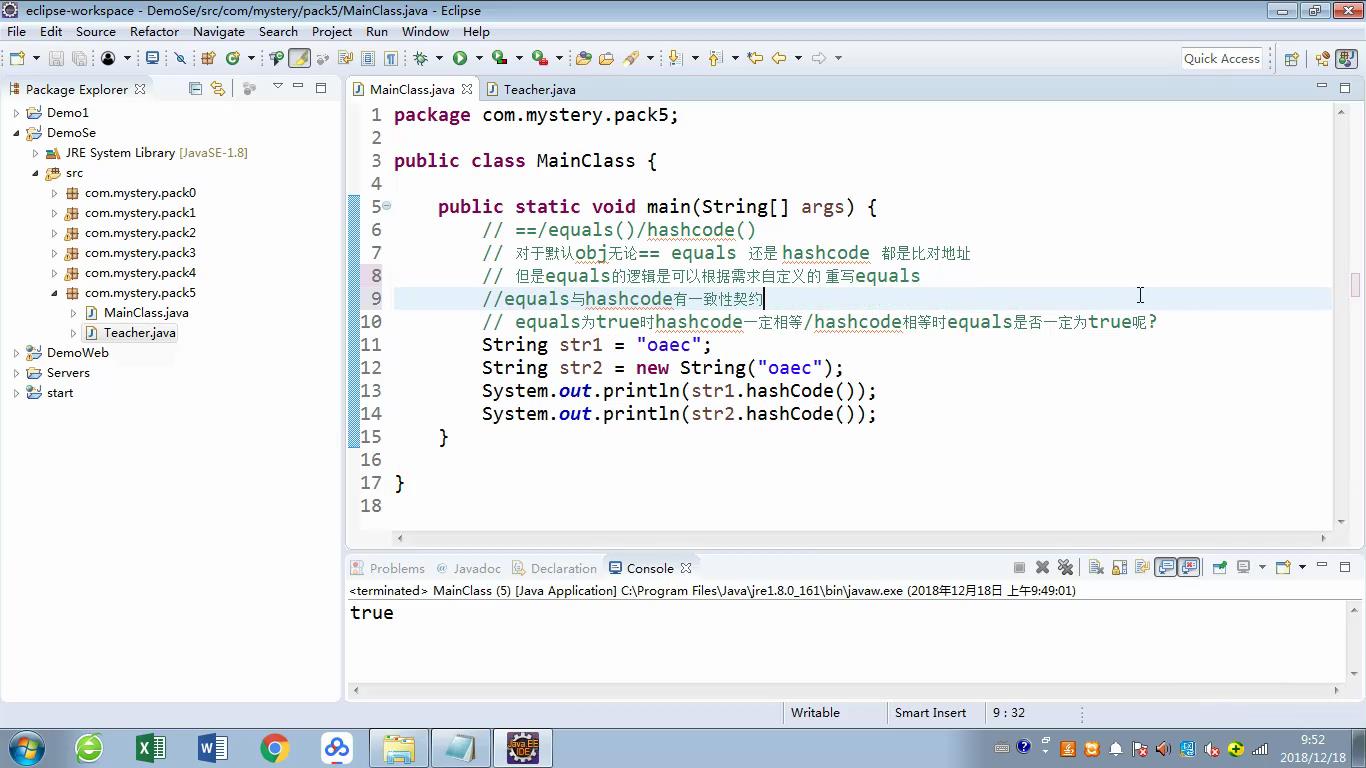 eclipse-workspace - DemoSe/src/com/mystery/pack5/MainClass.java - Eclipse
File Edit Source Refactor Navigate Search Project Run Window Help
Quick Access
Package Explorer
MainClass.java Teacher.java
Demo1
DemoSe
JRE System Library [JavaSE-1.8]
src
com.mystery.pack0
com.mystery.pack1
com.mystery.pack2
com.mystery.pack3
com.mystery.pack4
com.mystery.pack5
MainClass.java
Teacher.java
DemoWeb
Servers
start
1 package com.mystery.pack5;
2
3 public class MainClass {
4
5 public static void main(String[] args) {
6 // ==/equals()/hashcode()
7 // 对于默认obj无论== equals 还是 hashcode 都是比对地址
8 // 但是equals的逻辑是可以根据需求自定义的 重写equals
9 //equals与hashcode有一致性契约
10 // equals为true时hashcode一定相等/hashcode相等时equals是否一定为true呢?
11 String str1 = "oaec";
12 String str2 = new String("oaec");
13 System.out.println(str1.hashCode());
14 System.out.println(str2.hashCode());
15 }
16
17 }
18
Problems Javadoc Declaration Console
<terminated> MainClass (5) [Java Application] C:\Program Files\Java\jre1.8.0_161\bin\javaw.exe (2018年12月18日 上午9:49:01)
true
Writable Smart Insert 9 : 32
Java EE
IDE
9:52
2018/12/18